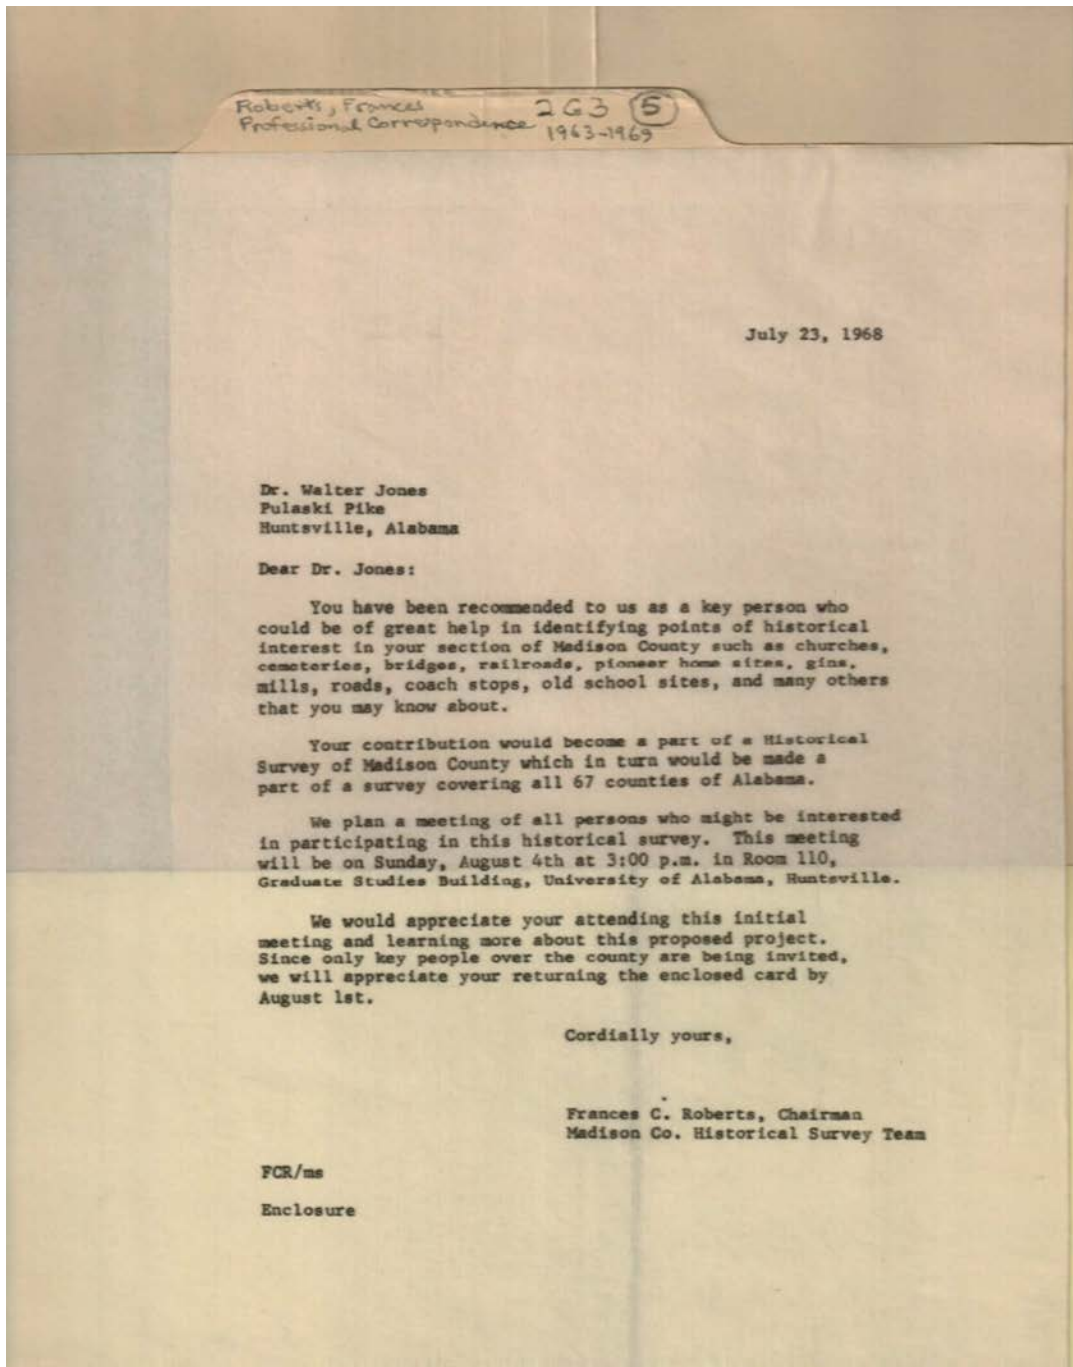 Roberts, Frances 2G3 5
Professional Correspondence 1963-1969
July 23, 1968
Dr. Walter Jones
Pulaski Pike
Huntsville, Alabama
Dear Dr. Jones:
You have been recommended to us as a key person who
could be of great help in identifying points of historical
interest in your section of Madison County such as churches,
cemeteries, bridges, railroads, pioneer home sites, gins,
mills, roads, coach stops, old school sites, and many others
that you may know about.
Your contribution would become a part of a Historical
Survey of Madison County which in turn would be made a
part of a survey covering all 67 counties of Alabama.
We plan a meeting of all persons who might be interested
in participating in this historical survey. This meeting
will be on Sunday, August 4th at 3:00 p.m. in Room 110,
Graduate Studies Building, University of Alabama, Huntsville.
We would appreciate your attending this initial
meeting and learning more about this proposed project.
Since only key people over the county are being invited,
we will appreciate your returning the enclosed card by
August 1st.
Cordially yours,
Frances C. Roberts, Chairman
Madison Co. Historical Survey Team
FCR/ms
Enclosure